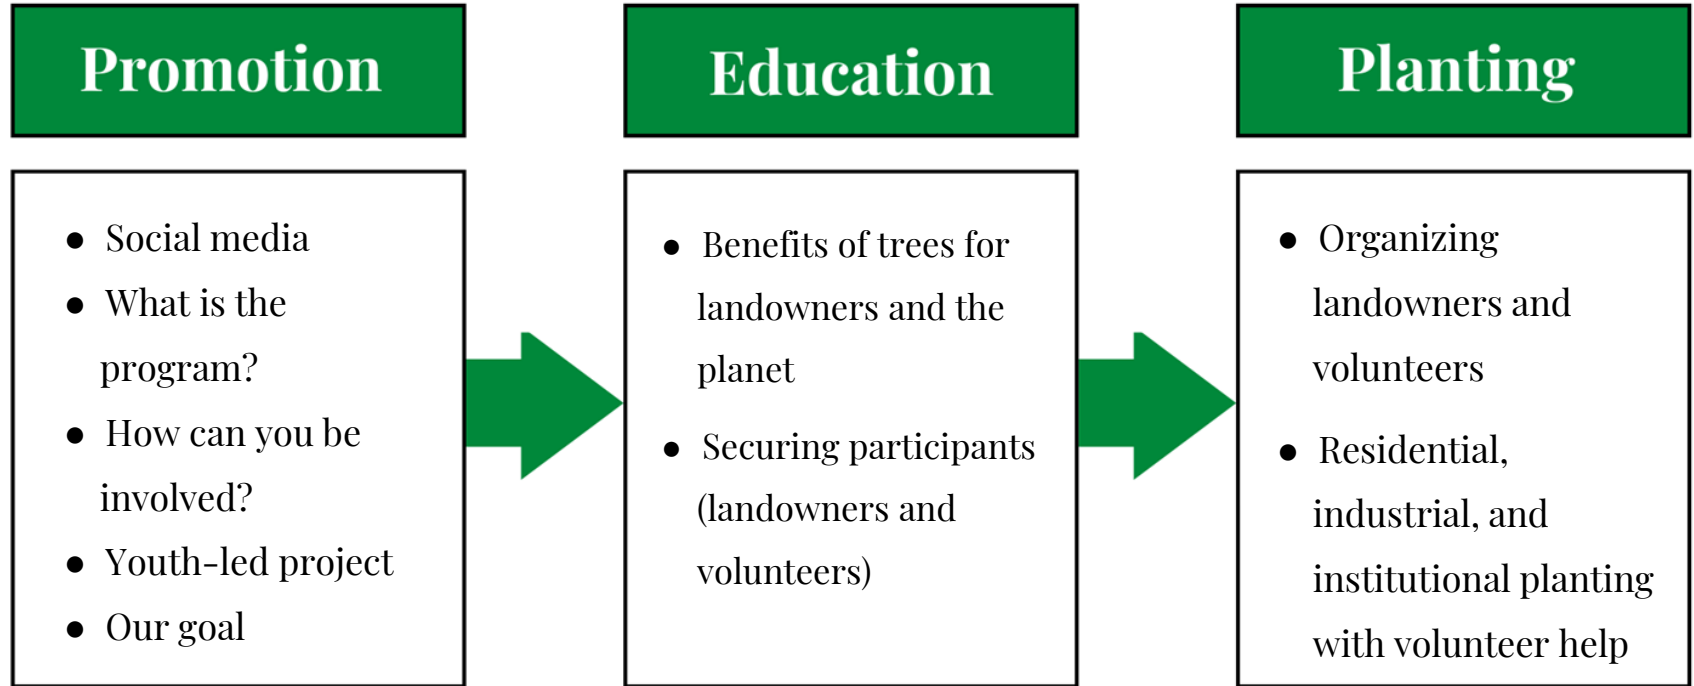 Promotion
● Social media
● What is the
program?
● How can you be
involved?
● Youth-led project
● Our goal
Education
● Benefits of trees for
landowners and the
planet
● Securing participants
(landowners and
volunteers)
Planting
● Organizing
landowners and
volunteers
● Residential,
industrial, and
institutional planting
with volunteer help